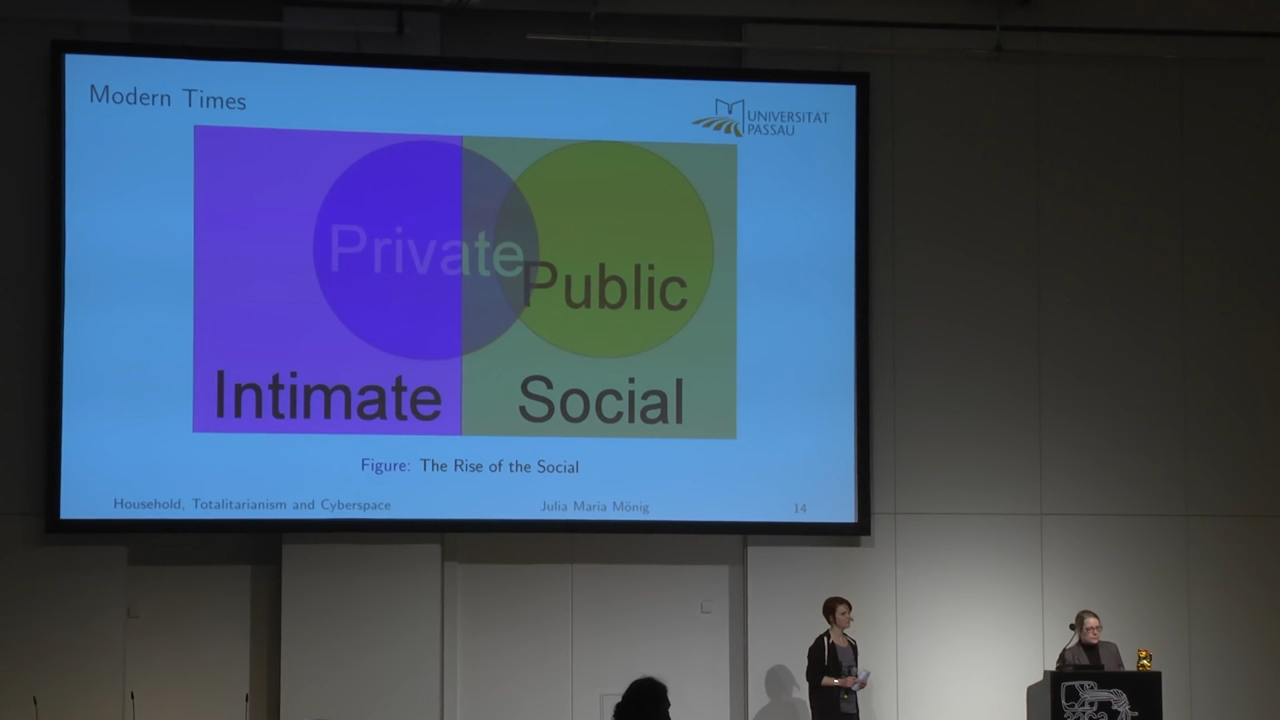 Modern Times
UNIVERSITÄT
PASSAU
Private
Public
Intimate
Social
Figure: The Rise of the Social
Household, Totalitarianism and Cyberspace
Julia Maria Mönig
14